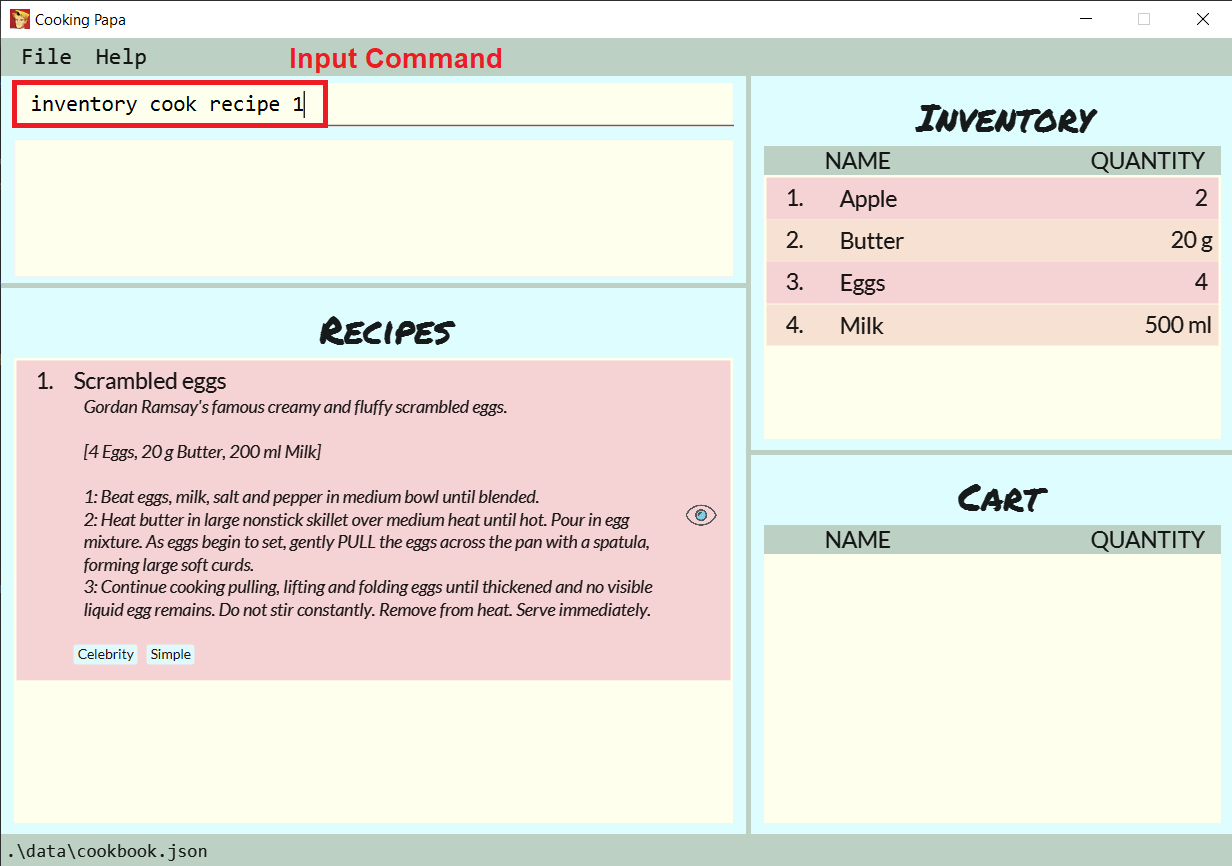 Cooking Papa
File Help
Input Command
inventory cook recipe 1
Recipes
1. Scrambled eggs
Gordan Ramsay's famous creamy and fluffy scrambled eggs.
[4 Eggs, 20 g Butter, 200 ml Milk]
1: Beat eggs, milk, salt and pepper in medium bowl until blended.
2: Heat butter in large nonstick skillet over medium heat until hot. Pour in egg
mixture. As eggs begin to set, gently PULL the eggs across the pan with a spatula,
forming large soft curds.
3: Continue cooking pulling, lifting and folding eggs until thickened and no visible
liquid egg remains. Do not stir constantly. Remove from heat. Serve immediately.
Celebrity Simple
Inventory
NAME QUANTITY
1. Apple 2
2. Butter 20 g
3. Eggs 4
4. Milk 500 ml
Cart
NAME QUANTITY
.\data\cookbook.json